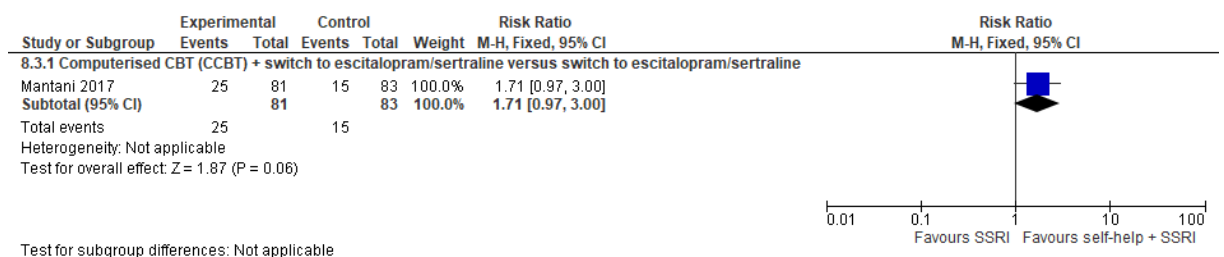 Experimental Control Risk Ratio Risk Ratio
Study or Subgroup Events Total Events Total Weight M-H, Fixed, 95% CI M-H, Fixed, 95% CI
8.3.1 Computerised CBT (CCBT) + switch to escitalopram/sertraline versus switch to escitalopram/sertraline
Mantani 2017 25 81 15 83 100.0% 1.71 [0.97, 3.00]
Subtotal (95% CI) 81 83 100.0% 1.71 [0.97, 3.00]
Total events 25 15
Heterogeneity: Not applicable
Test for overall effect: Z = 1.87 (P = 0.06)
0.01 0.1 1 10 100
Favours SSRI Favours self-help + SSRI
Test for subgroup differences: Not applicable